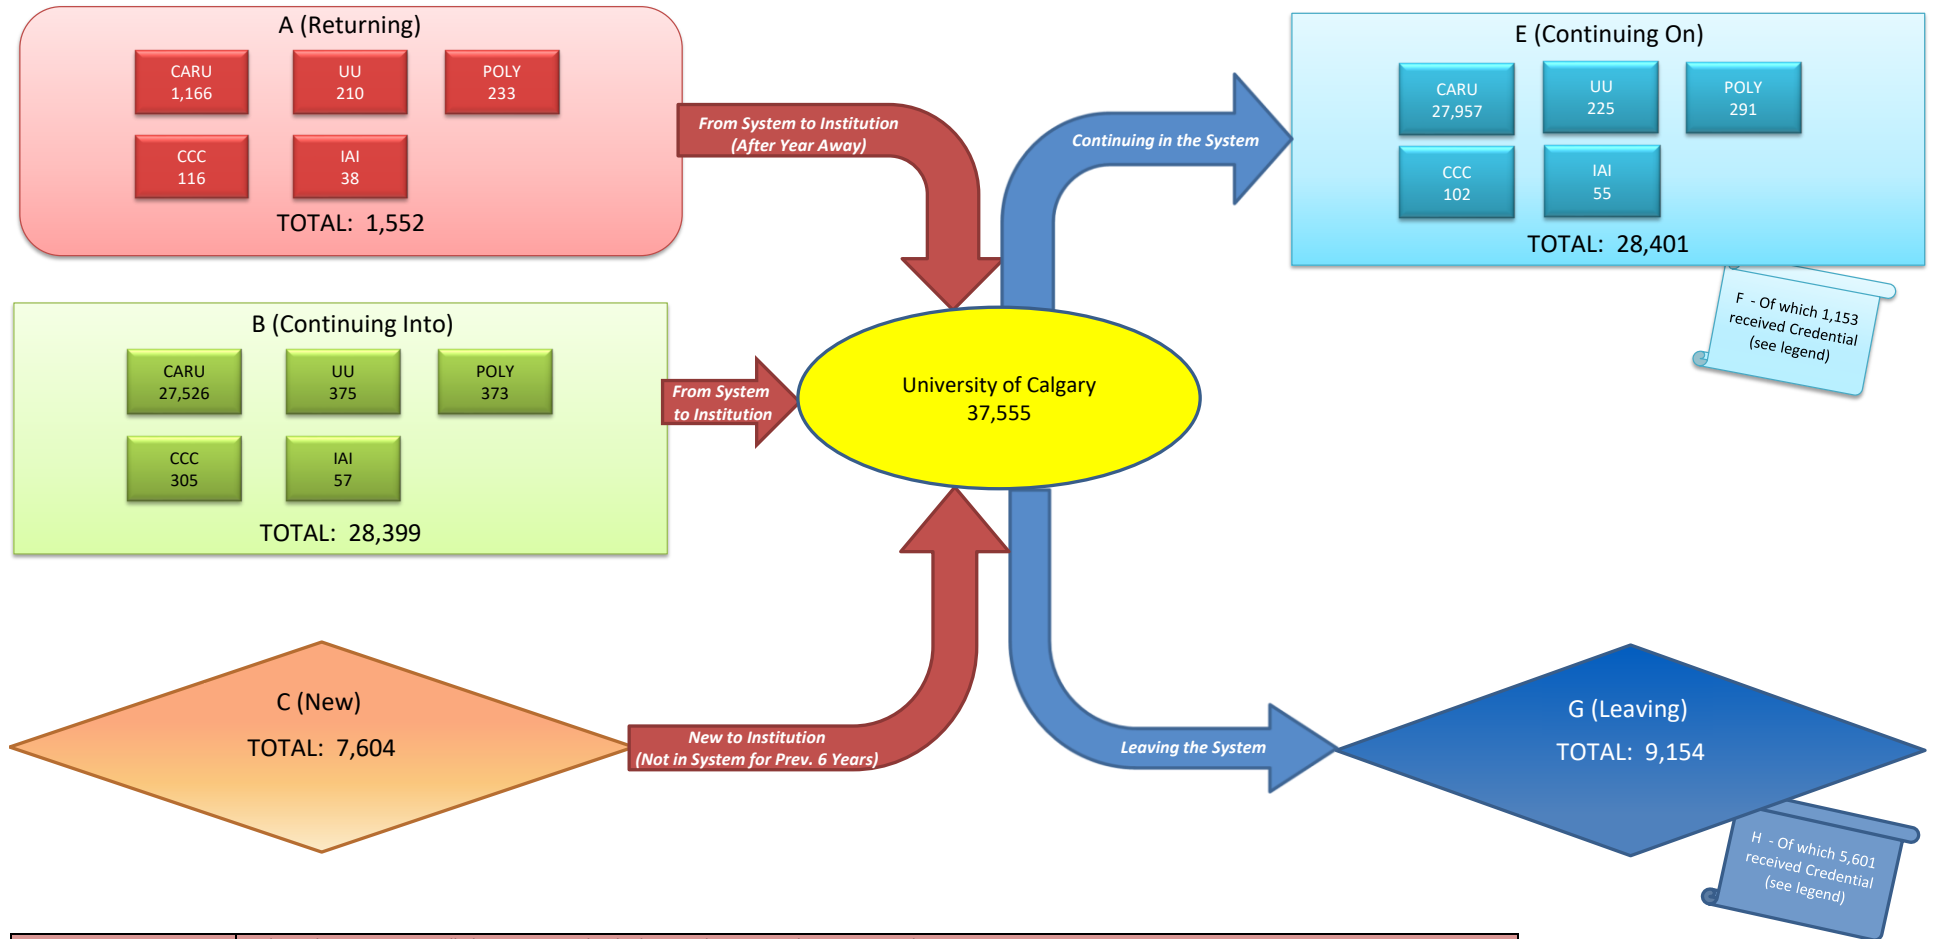 A (Returning)
CARU
1,166
UU
210
POLY
233
CCC
116
IAI
38
TOTAL:  1,552
From System to Institution
(After Year Away)
B (Continuing Into)
CARU
27,526
UU
375
POLY
373
CCC
305
IAI
57
TOTAL:  28,399
From System
to Institution
C (New)
TOTAL:  7,604
New to Institution
(Not in System for Prev. 6 Years)
University of Calgary
37,555
Continuing in the System
E (Continuing On)
CARU
27,957
UU
225
POLY
291
CCC
102
IAI
55
TOTAL:  28,401
F  - Of which 1,153
received Credential
(see legend)
Leaving the System
G (Leaving)
TOTAL:  9,154
H  - Of which 5,601
received Credential
(see legend)